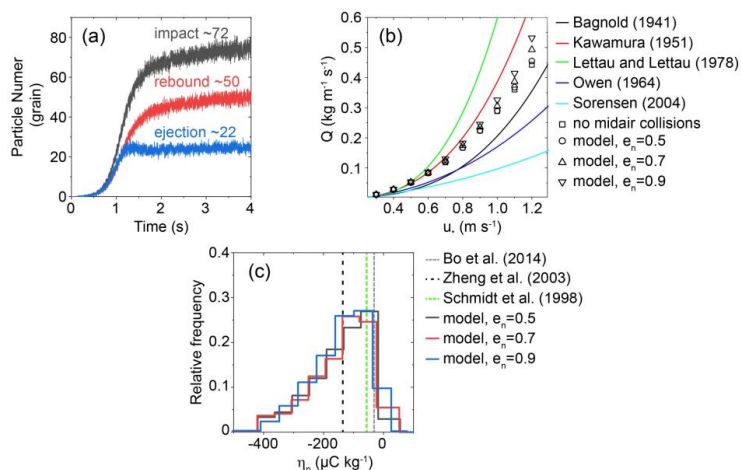 (a)
impact ~72
rebound ~50
ejection ~22
Particle Numer
(grain)
80
60
40
20
0
0 1 2 3 4
Time (s)
(b)
Q (kg m⁻¹ s⁻¹)
0.6
0.5
0.4
0.3
0.2
0.1
0.4 0.6 0.8 1.0 1.2
u* (m s⁻¹)
Bagnold (1941)
Kawamura (1951)
Lettau and Lettau (1978)
Owen (1964)
Sorensen (2004)
no midair collisions
model, eₙ=0.5
model, eₙ=0.7
model, eₙ=0.9
(c)
Relative frequency
0.4
0.3
0.2
0.1
0.0
-400 -200 0
ηₚ (μC kg⁻¹)
Bo et al. (2014)
Zheng et al. (2003)
Schmidt et al. (1998)
model, eₙ=0.5
model, eₙ=0.7
model, eₙ=0.9